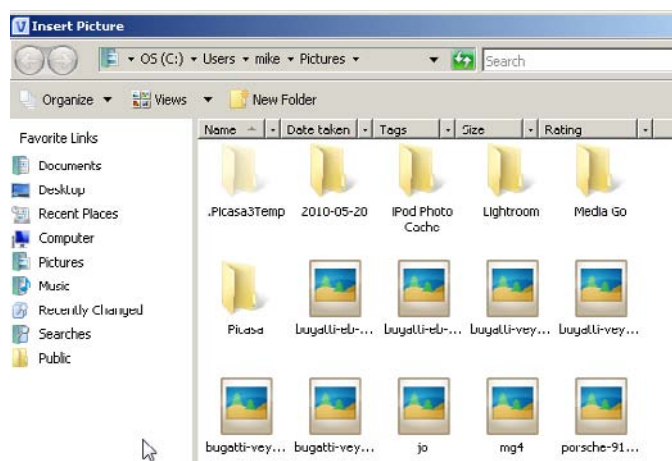 Insert Picture
OS (C:) Users mike Pictures
Search
Organize Views New Folder
Favorite Links
Documents
Desktop
Recent Places
Computer
Pictures
Music
Recently Changed
Searches
Public
Name Date taken Tags Size Rating
.Picasa3Temp 2010-05-20 iPod Photo Lightroom Media Go
Cache
Picasa bugatti-eb-... bugatti-eb-... bugatti-vey... bugatti-vey...
bugatti-vey... bugatti-vey... jo mg4 porsche-91...